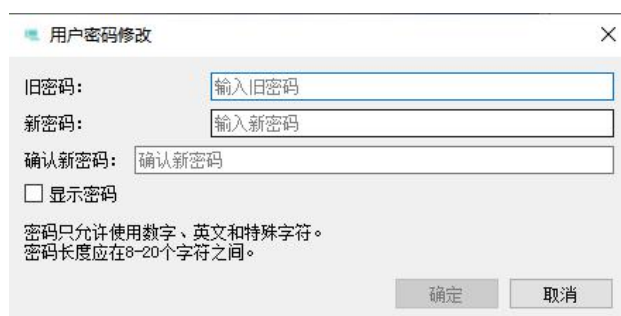 用户密码修改
旧密码： 输入旧密码
新密码： 输入新密码
确认新密码： 确认新密码
显示密码
密码只允许使用数字、英文和特殊字符。
密码长度应在8-20个字符之间。
确定 取消